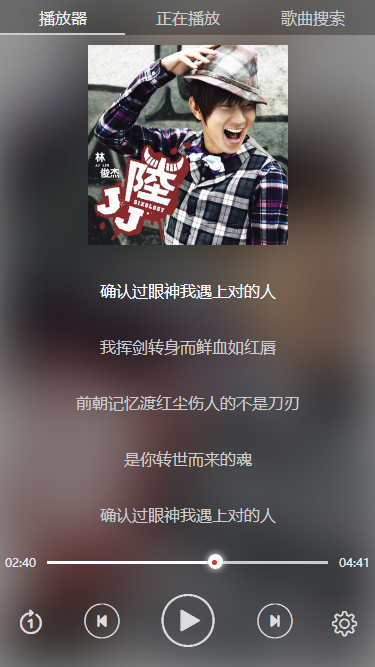 播放器
正在播放
歌曲搜索
林
JJ LIN
俊杰
陸
SIXOLOGY
JJ
确认过眼神我遇上对的人
我挥剑转身而鲜血如红唇
前朝记忆渡红尘伤人的不是刀刃
是你转世而来的魂
确认过眼神我遇上对的人
02:40
04:41
1